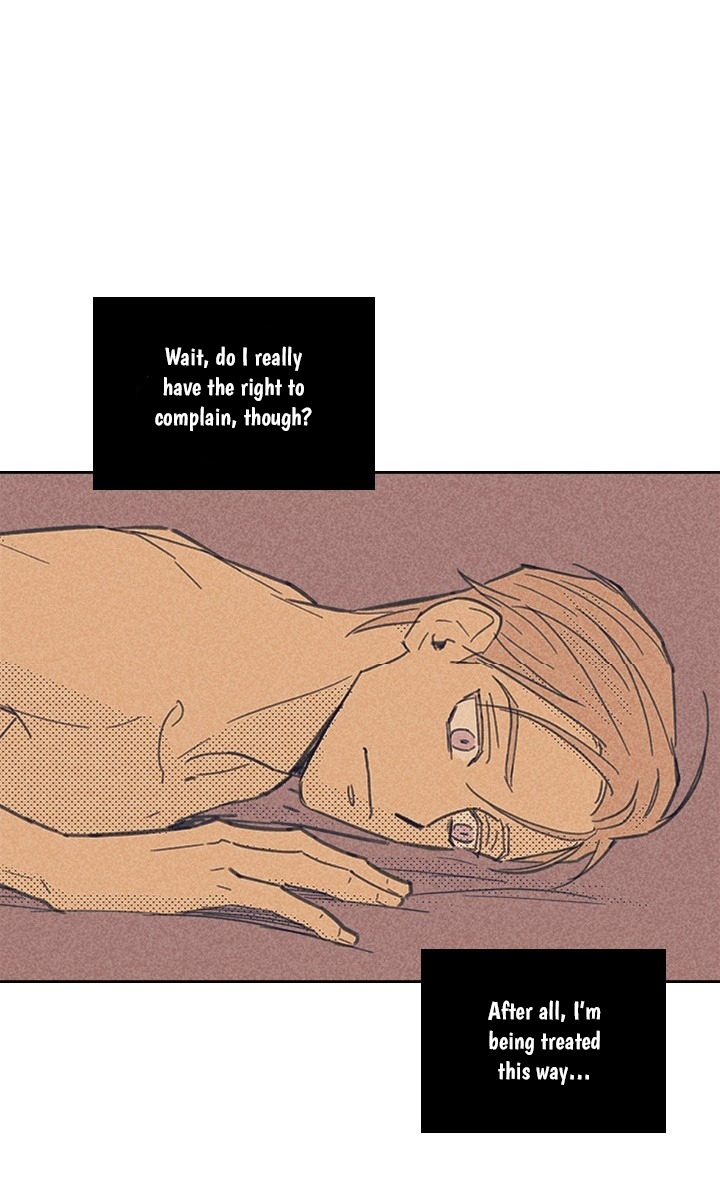 Wait, do I really
have the right to
complain, though?
After all, I'm
being treated
this way...